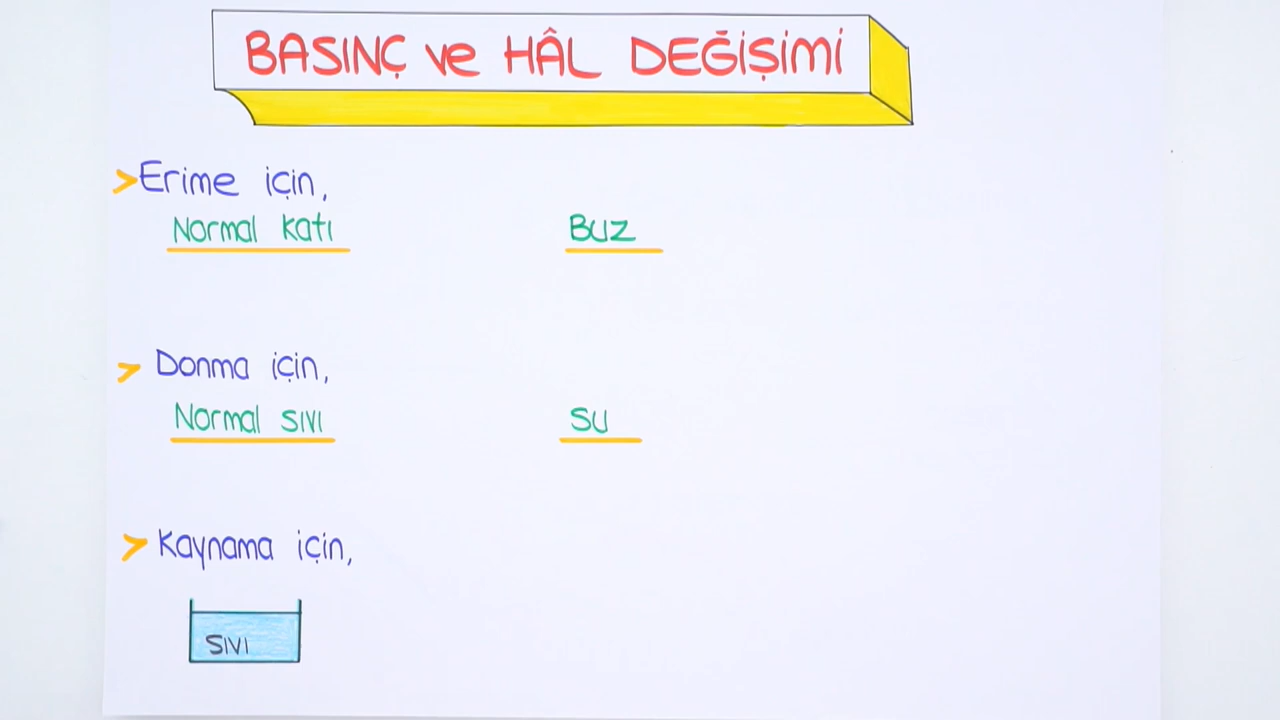 BASINÇ ve HÂL DEĞİŞİMİ
> Erime için,
Normal katı BUZ
> Donma için,
Normal sıvı SU
> Kaynama için,
SIVI